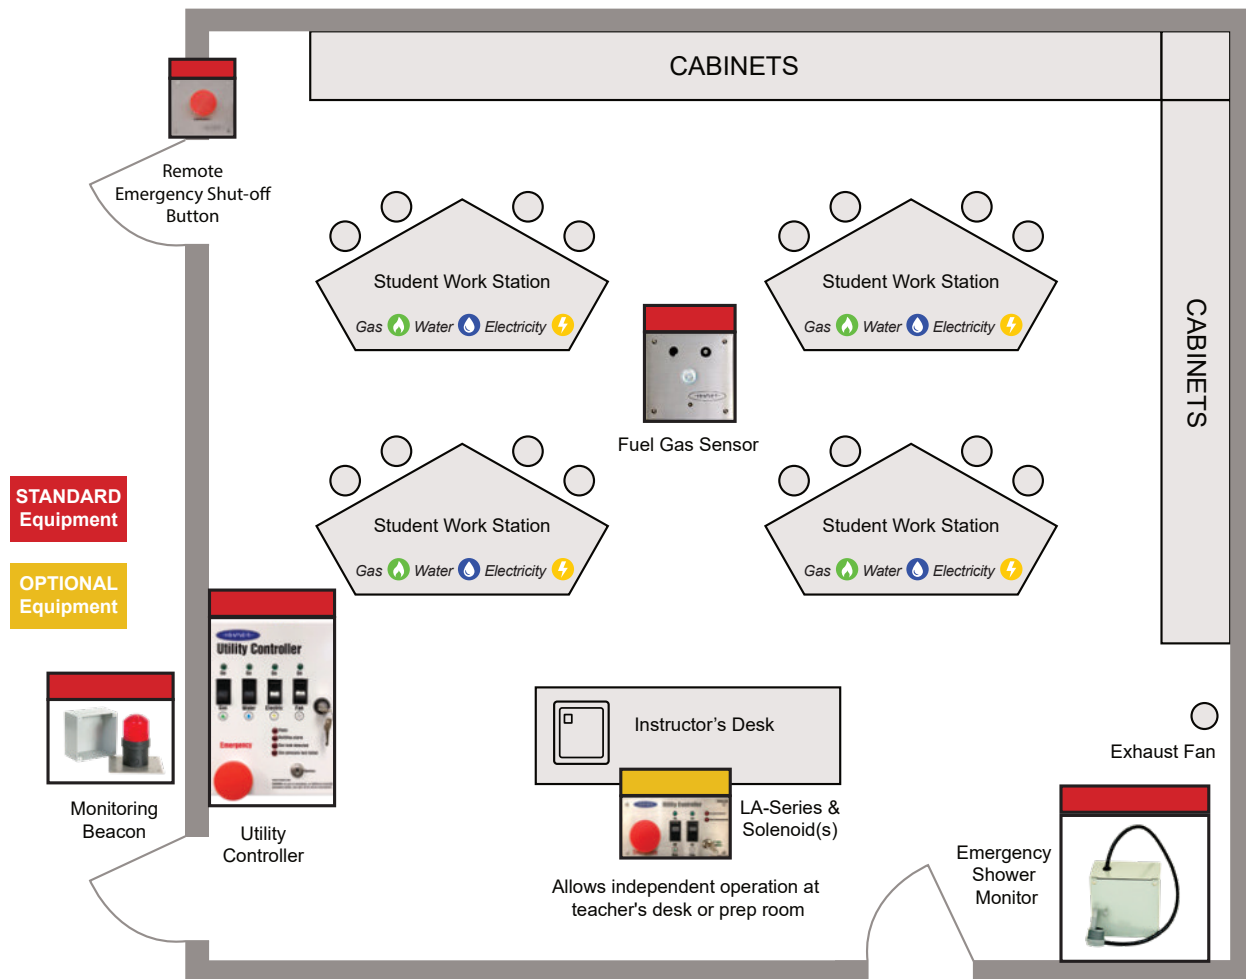 CABINETS
Remote
Emergency Shut-off
Button
Student Work Station
Gas Water Electricity
Student Work Station
Gas Water Electricity
CABINETS
Fuel Gas Sensor
Student Work Station
Gas Water Electricity
Student Work Station
Gas Water Electricity
STANDARD
Equipment
OPTIONAL
Equipment
Utility Controller
Emergency
Monitoring
Beacon
Utility
Controller
Instructor’s Desk
Utility Controller
LA-Series &
Solenoid(s)
Allows independent operation at
teacher's desk or prep room
Exhaust Fan
Emergency
Shower
Monitor